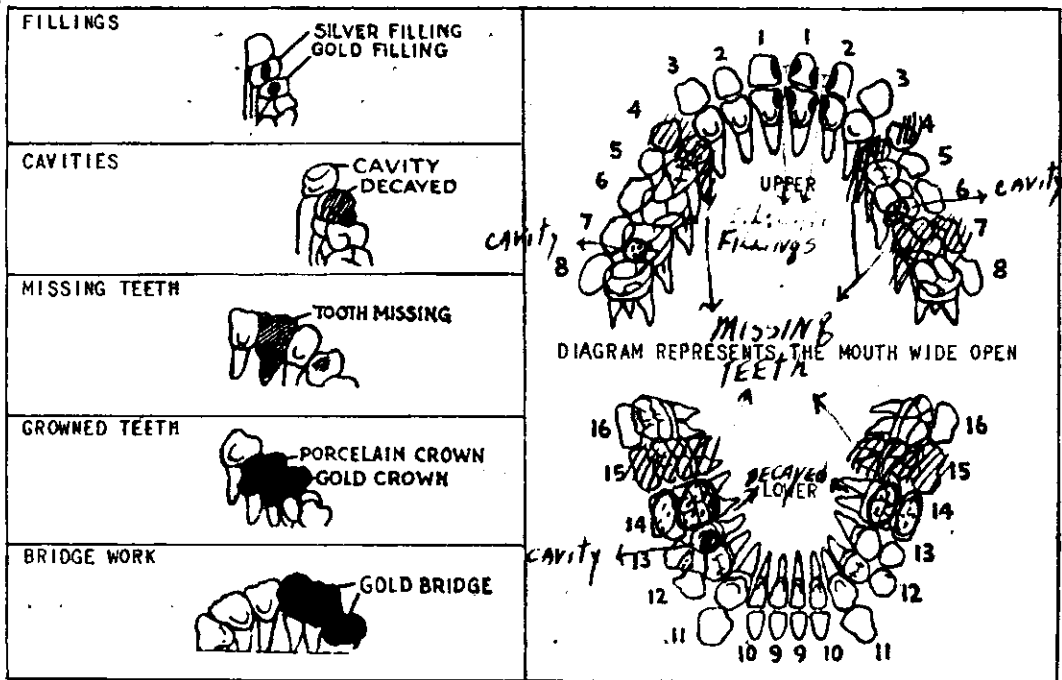 FILLINGS
SILVER FILLING
GOLD FILLING
CAVITIES
CAVITY
DECAYED
MISSING TEETH
TOOTH MISSING
GROWNED TEETH
PORCELAIN CROWN
GOLD CROWN
BRIDGE WORK
GOLD BRIDGE
1 1
2 2
3 3
4 4
5 5
6 6 CAVITY
UPPER
CAVITY 7 7
Fillings
8 8
MISSING
DIAGRAM REPRESENTS THE MOUTH WIDE OPEN
TEETH
16 16
15 15
DECAYED
LOWER
14 14
CAVITY 13 13
12 12
11 11
10 9 9 10